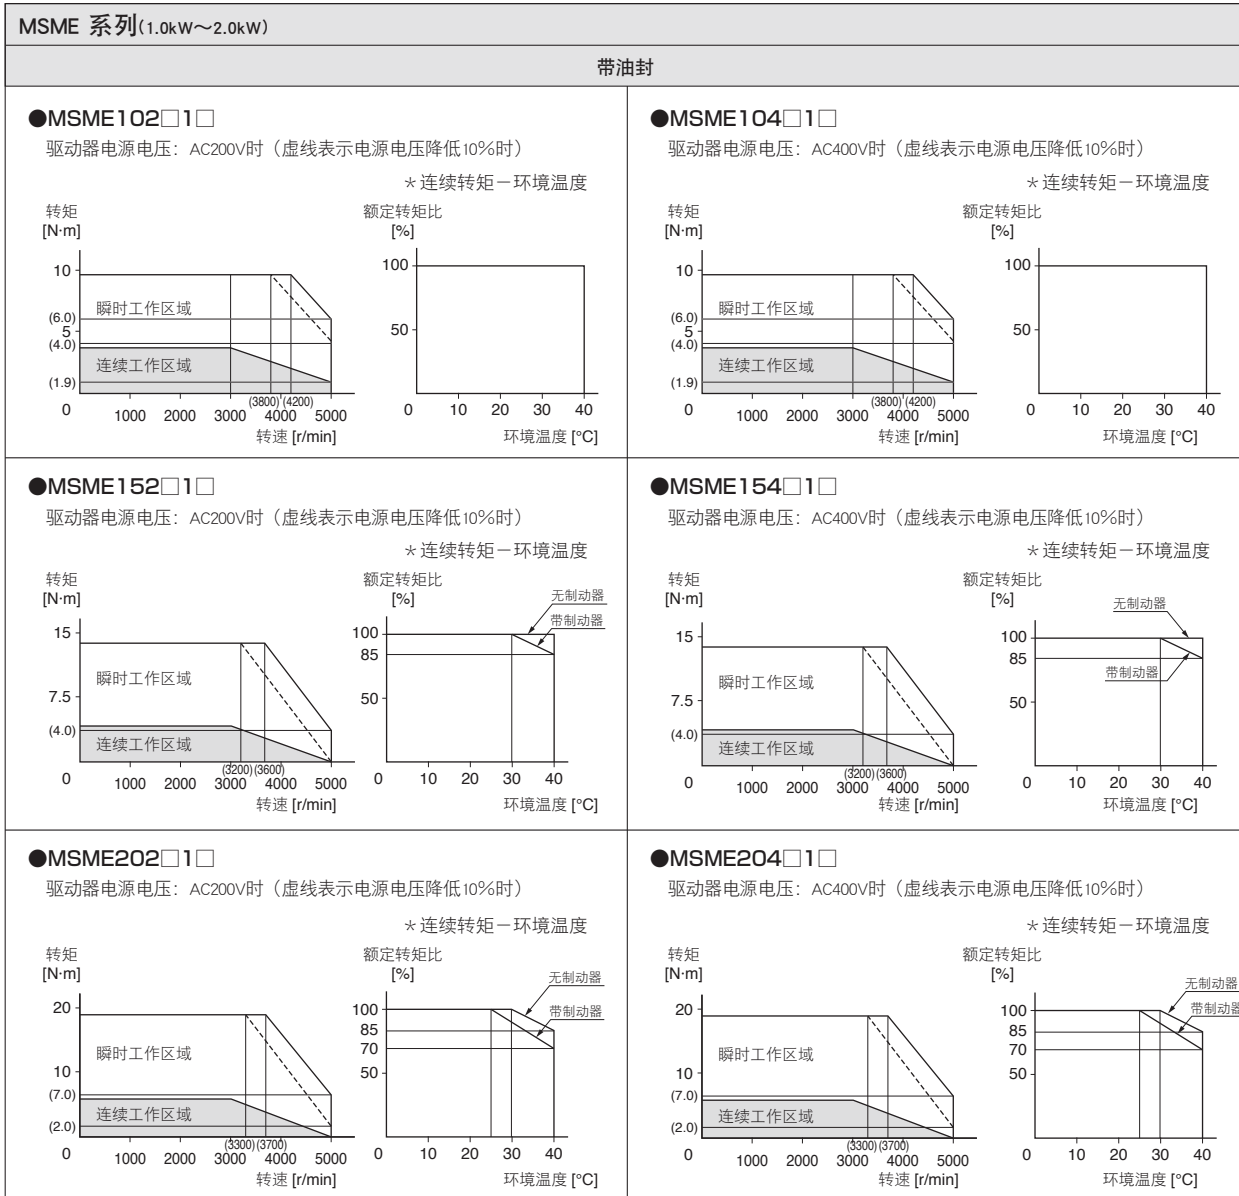 MSME 系列(1.0kW～2.0kW)
带油封
●MSME102□1□
驱动器电源电压：AC200V时（虚线表示电源电压降低10%时）
＊连续转矩－环境温度
转矩
[N·m]
10
(6.0)
5
(4.0)
(1.9)
0
瞬时工作区域
连续工作区域
(3800) (4200)
1000 2000 3000 4000 5000
转速 [r/min]
额定转矩比
[%]
100
50
0 10 20 30 40
环境温度 [°C]
●MSME104□1□
驱动器电源电压：AC400V时（虚线表示电源电压降低10%时）
＊连续转矩－环境温度
转矩
[N·m]
10
(6.0)
5
(4.0)
(1.9)
0
瞬时工作区域
连续工作区域
(3800) (4200)
1000 2000 3000 4000 5000
转速 [r/min]
额定转矩比
[%]
100
50
0 10 20 30 40
环境温度 [°C]
●MSME152□1□
驱动器电源电压：AC200V时（虚线表示电源电压降低10%时）
＊连续转矩－环境温度
转矩
[N·m]
15
7.5
(4.0)
0
瞬时工作区域
连续工作区域
(3200) (3600)
1000 2000 3000 4000 5000
转速 [r/min]
额定转矩比
[%]
无制动器
带制动器
100
85
50
0 10 20 30 40
环境温度 [°C]
●MSME154□1□
驱动器电源电压：AC400V时（虚线表示电源电压降低10%时）
＊连续转矩－环境温度
转矩
[N·m]
15
7.5
(4.0)
0
瞬时工作区域
连续工作区域
(3200) (3600)
1000 2000 3000 4000 5000
转速 [r/min]
额定转矩比
[%]
无制动器
带制动器
100
85
50
0 10 20 30 40
环境温度 [°C]
●MSME202□1□
驱动器电源电压：AC200V时（虚线表示电源电压降低10%时）
＊连续转矩－环境温度
转矩
[N·m]
20
10
(7.0)
(2.0)
0
瞬时工作区域
连续工作区域
(3300) (3700)
1000 2000 3000 4000 5000
转速 [r/min]
额定转矩比
[%]
无制动器
带制动器
100
85
70
50
0 10 20 30 40
环境温度 [°C]
●MSME204□1□
驱动器电源电压：AC400V时（虚线表示电源电压降低10%时）
＊连续转矩－环境温度
转矩
[N·m]
20
10
(7.0)
(2.0)
0
瞬时工作区域
连续工作区域
(3300) (3700)
1000 2000 3000 4000 5000
转速 [r/min]
额定转矩比
[%]
无制动器
带制动器
100
85
70
50
0 10 20 30 40
环境温度 [°C]